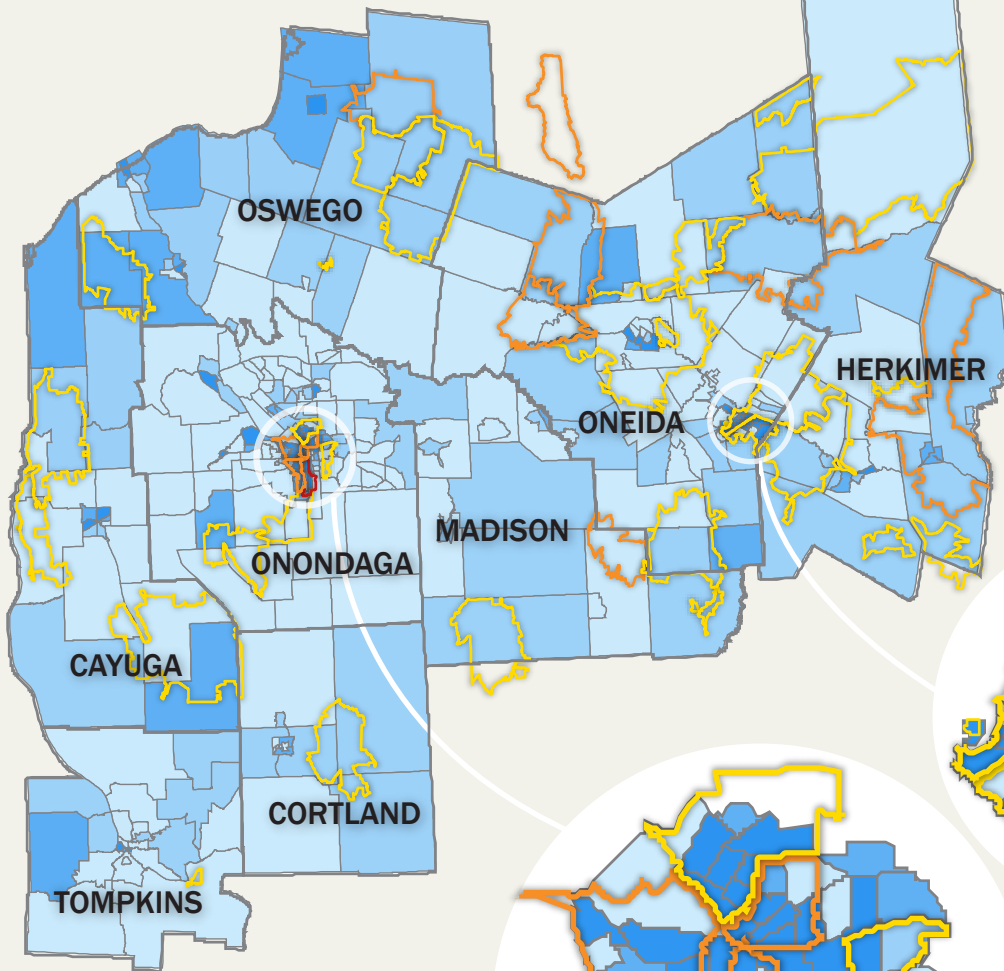 OSWEGO
HERKIMER
ONEIDA
MADISON
ONONDAGA
CAYUGA
CORTLAND
TOMPKINS